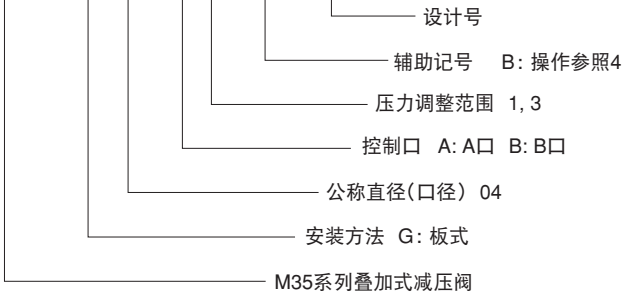 设计号
辅助记号 B: 操作参照4
压力调整范围 1, 3
控制口 A: A口 B: B口
公称直径(口径) 04
安装方法 G: 板式
M35系列叠加式减压阀